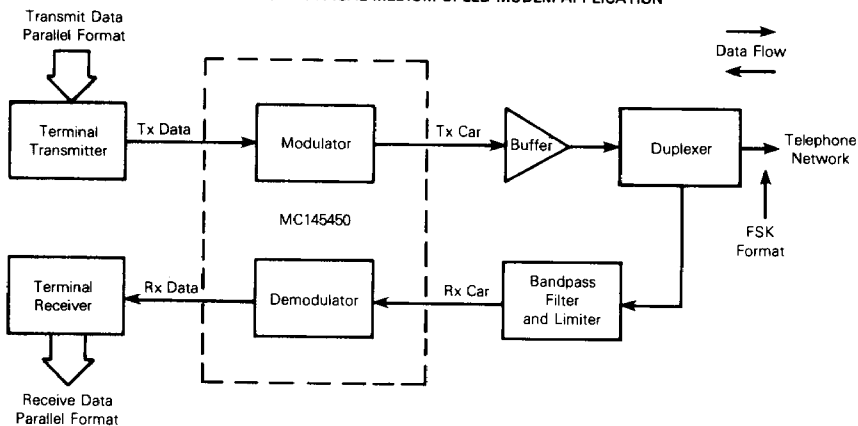 MEDIUM-SPEED MODEM APPLICATION
Transmit Data
Parallel Format
Data Flow
Terminal
Transmitter
Tx Data
Modulator
Tx Car
Buffer
Duplexer
Telephone
Network
MC145450
FSK
Format
Terminal
Receiver
Rx Data
Demodulator
Rx Car
Bandpass
Filter
and Limiter
Receive Data
Parallel Format